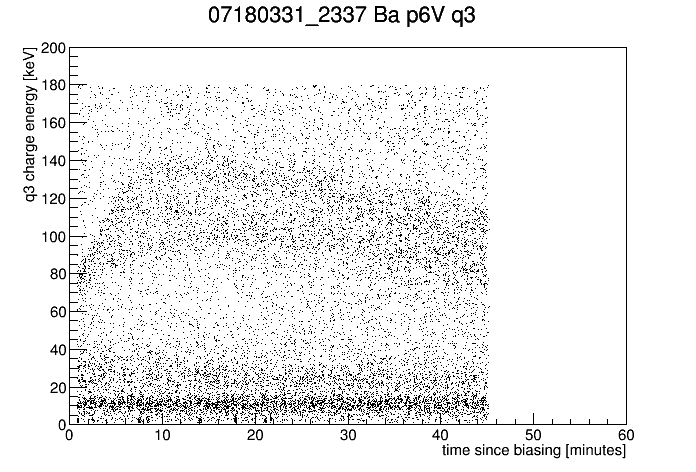 07180331_2337 Ba p6V q3
q3 charge energy [keV]
200
180
160
140
120
100
80
60
40
20
0
0 10 20 30 40 50 60
time since biasing [minutes]